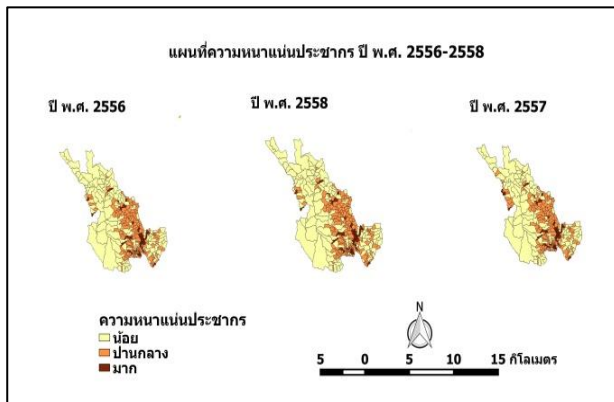 แผนที่ความหนาแน่นประชากร ปี พ.ศ. 2556-2558
ปี พ.ศ. 2556
ปี พ.ศ. 2558
ปี พ.ศ. 2557
ความหนาแน่นประชากร
น้อย
ปานกลาง
มาก
N
5 0 5 10 15 กิโลเมตร